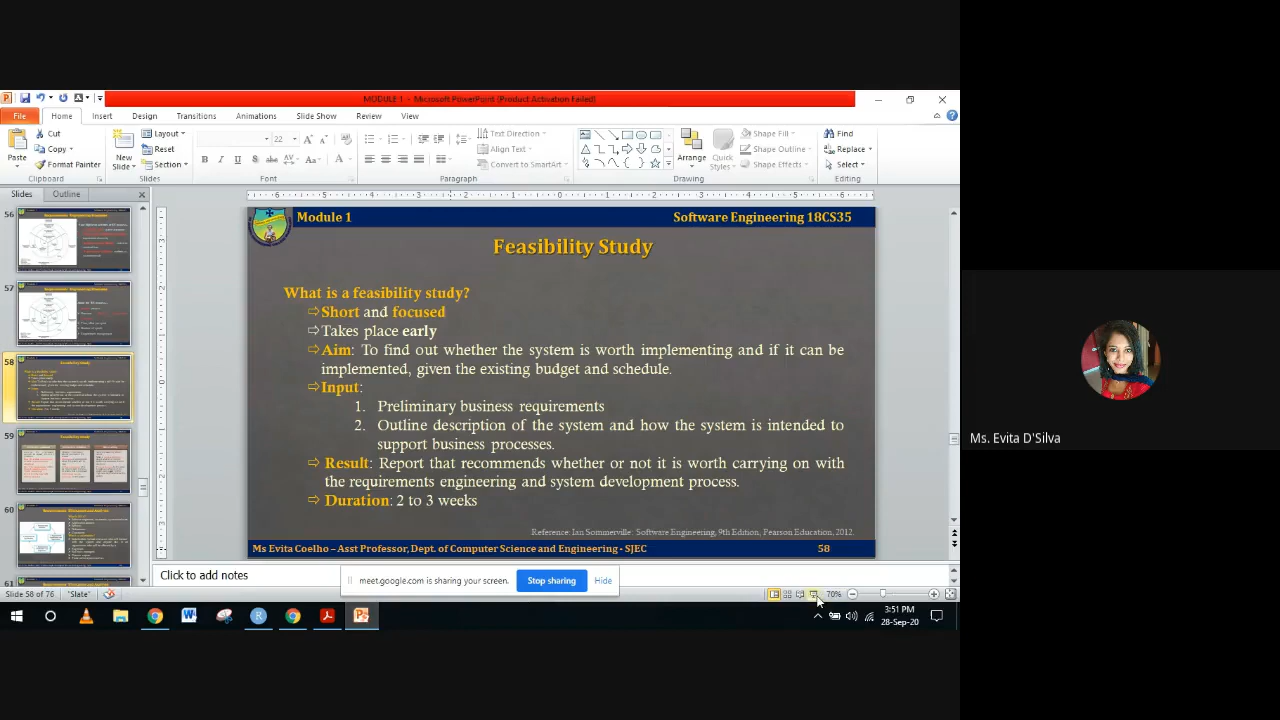 MODULE 1 - Microsoft PowerPoint (Product Activation Failed)
File Home Insert Design Transitions Animations Slide Show Review View
Cut
Copy
Format Painter
Paste
Clipboard
New
Slide
Layout
Reset
Section
Slides
22
Font
Text Direction
Align Text
Convert to SmartArt
Paragraph
Arrange
Quick
Styles
Shape Fill
Shape Outline
Shape Effects
Drawing
Find
Replace
Select
Editing
Slides Outline
56
57
58
59
60
61
Module 1 Software Engineering 18CS35
Feasibility Study
What is a feasibility study?
⇨Short and focused
⇨Takes place early
⇨Aim: To find out whether the system is worth implementing and if it can be
implemented, given the existing budget and schedule.
⇨Input:
1. Preliminary business requirements
2. Outline description of the system and how the system is intended to
support business processes.
⇨Result: Report that recommends whether or not it is worth carrying on with
the requirements engineering and system development process.
⇨Duration: 2 to 3 weeks
Reference: Ian Sommerville: Software Engineering, 9th Edition, Pearson Education, 2012.
Ms Evita Coelho – Asst Professor, Dept. of Computer Science and Engineering - SJEC 58
Click to add notes
meet.google.com is sharing your screen. Stop sharing Hide
Slide 58 of 76 "Slate" 70%
3:51 PM
28-Sep-20
Ms. Evita D'Silva